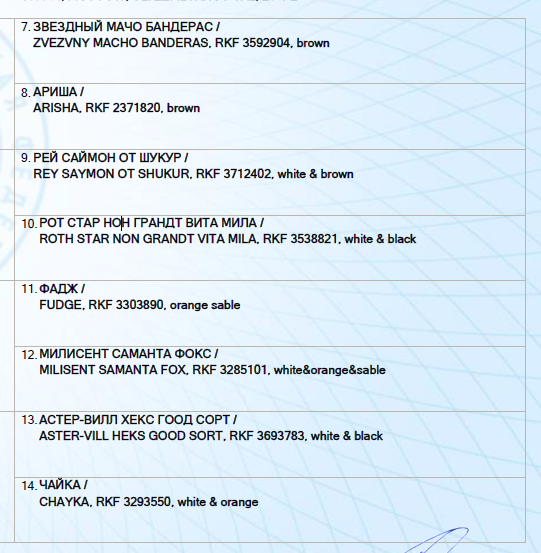 7. ЗВЕЗДНЫЙ МАЧО БАНДЕРАС /
ZVEZVNY MACHO BANDERAS, RKF 3592904, brown
8. АРИША /
ARISHA, RKF 2371820, brown
9. РЕЙ САЙМОН ОТ ШУКУР /
REY SAYMON OT SHUKUR, RKF 3712402, white & brown
10. РОТ СТАР НОН ГРАНДТ ВИТА МИЛА /
ROTH STAR NON GRANDT VITA MILA, RKF 3538821, white & black
11. ФАДЖ /
FUDGE, RKF 3303890, orange sable
12. МИЛИСЕНТ САМАНТА ФОКС /
MILISENT SAMANTA FOX, RKF 3285101, white&orange&sable
13. АСТЕР-ВИЛЛ ХЕКС ГООД СОРТ /
ASTER-VILL HEKS GOOD SORT, RKF 3693783, white & black
14. ЧАЙКА /
CHAYKA, RKF 3293550, white & orange